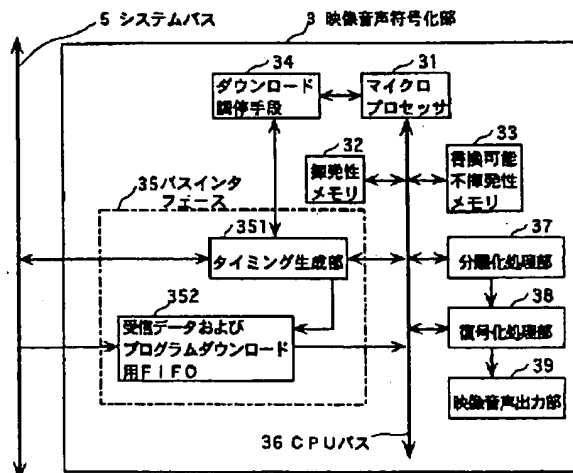 5 システムバス
3 映像音声符号化部
34
ダウンロード
調停手段
31
マイクロ
プロセッサ
32
揮発性
メモリ
33
書換可能
不揮発性
メモリ
35 バスインタ
フェース
351
タイミング生成部
37
分離化処理部
352
受信データおよび
プログラムダウンロード
用FIFO
38
復号化処理部
39
映像音声出力部
36 CPUバス